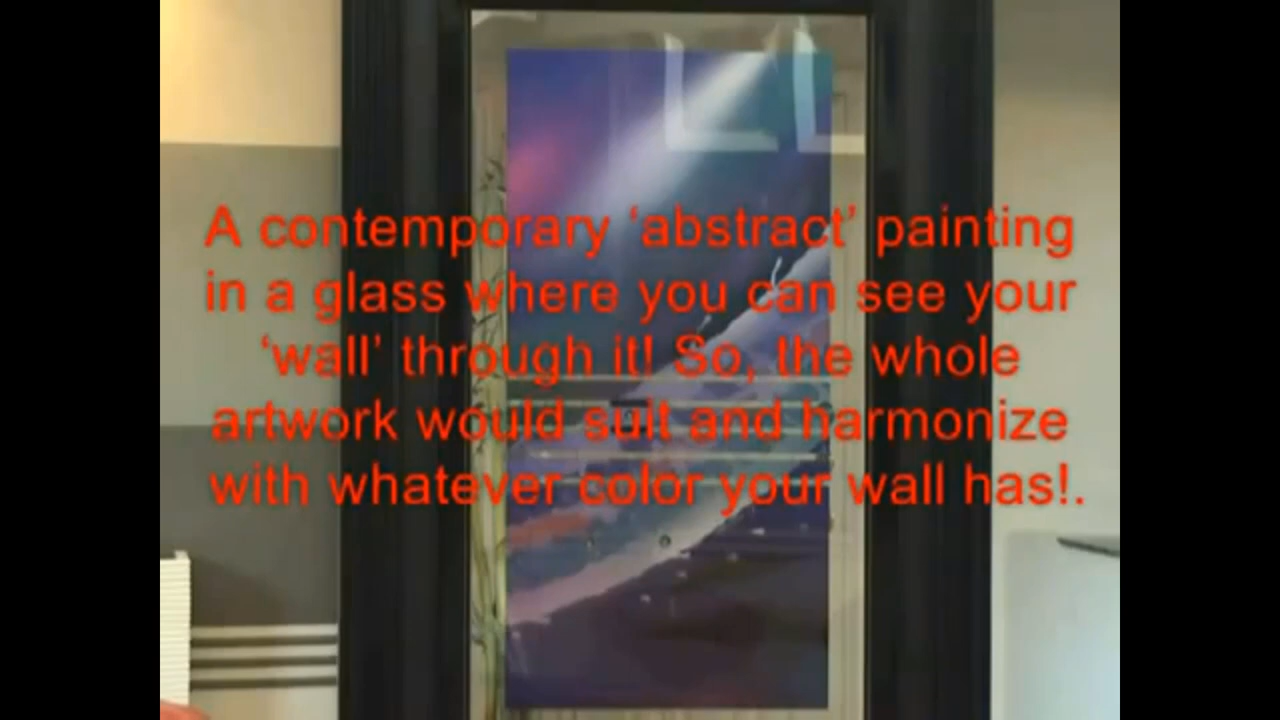 A contemporary ‘abstract’ painting
in a glass where you can see your
‘wall’ through it! So, the whole
artwork would suit and harmonize
with whatever color your wall has!.